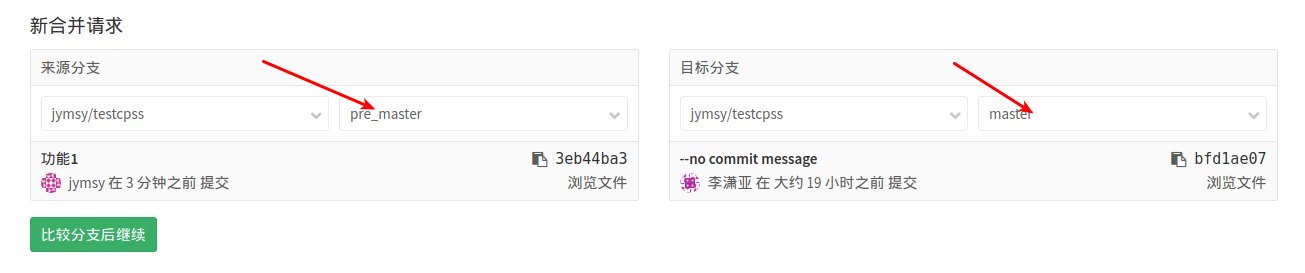 新合并请求
来源分支
jymsy/testcpss
pre_master
功能1
3eb44ba3
jymsy 在 3 分钟之前 提交
浏览文件
目标分支
jymsy/testcpss
master
--no commit message
bfd1ae07
李潇亚 在 大约 19 小时之前 提交
浏览文件
比较分支后继续